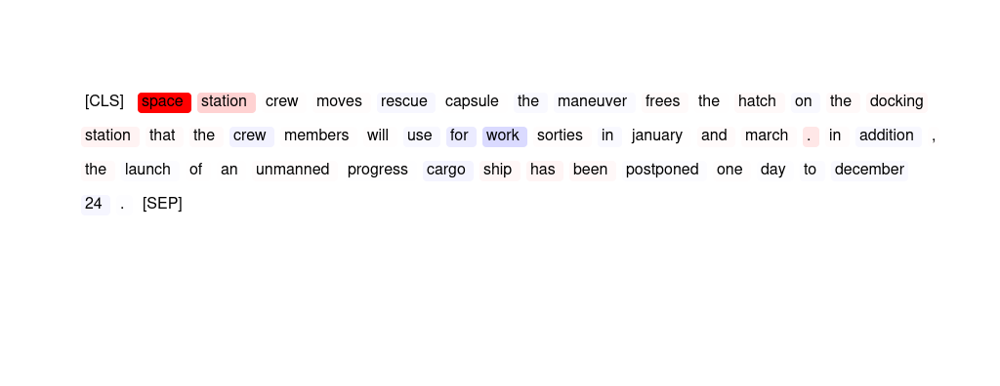 [CLS] space station crew moves rescue capsule the maneuver frees the hatch on the docking
station that the crew members will use for work sorties in january and march . in addition ,
the launch of an unmanned progress cargo ship has been postponed one day to december
24 . [SEP]